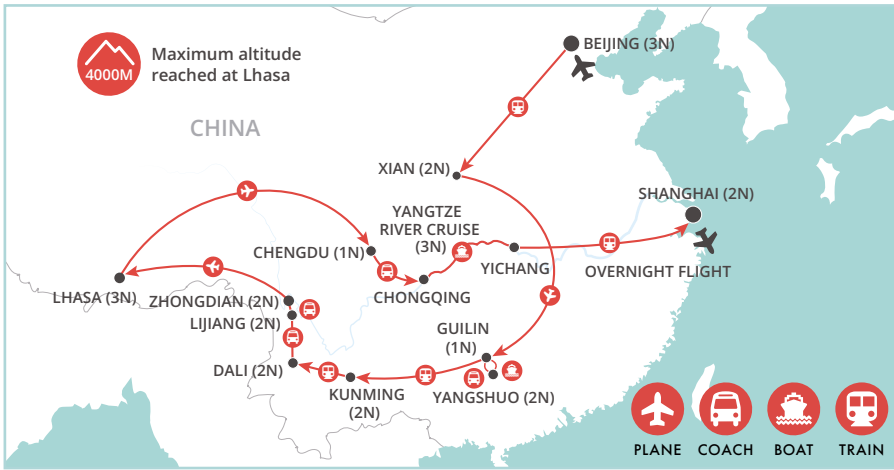 4000M
Maximum altitude
reached at Lhasa
CHINA
BEIJING (3N)
XIAN (2N)
SHANGHAI (2N)
YANGTZE
RIVER CRUISE
(3N)
CHENGDU (1N)
YICHANG
OVERNIGHT FLIGHT
CHONGQING
LHASA (3N)
ZHONGDIAN (2N)
LIJIANG (2N)
GUILIN
(1N)
DALI (2N)
KUNMING
(2N)
YANGSHUO (2N)
PLANE
COACH
BOAT
TRAIN